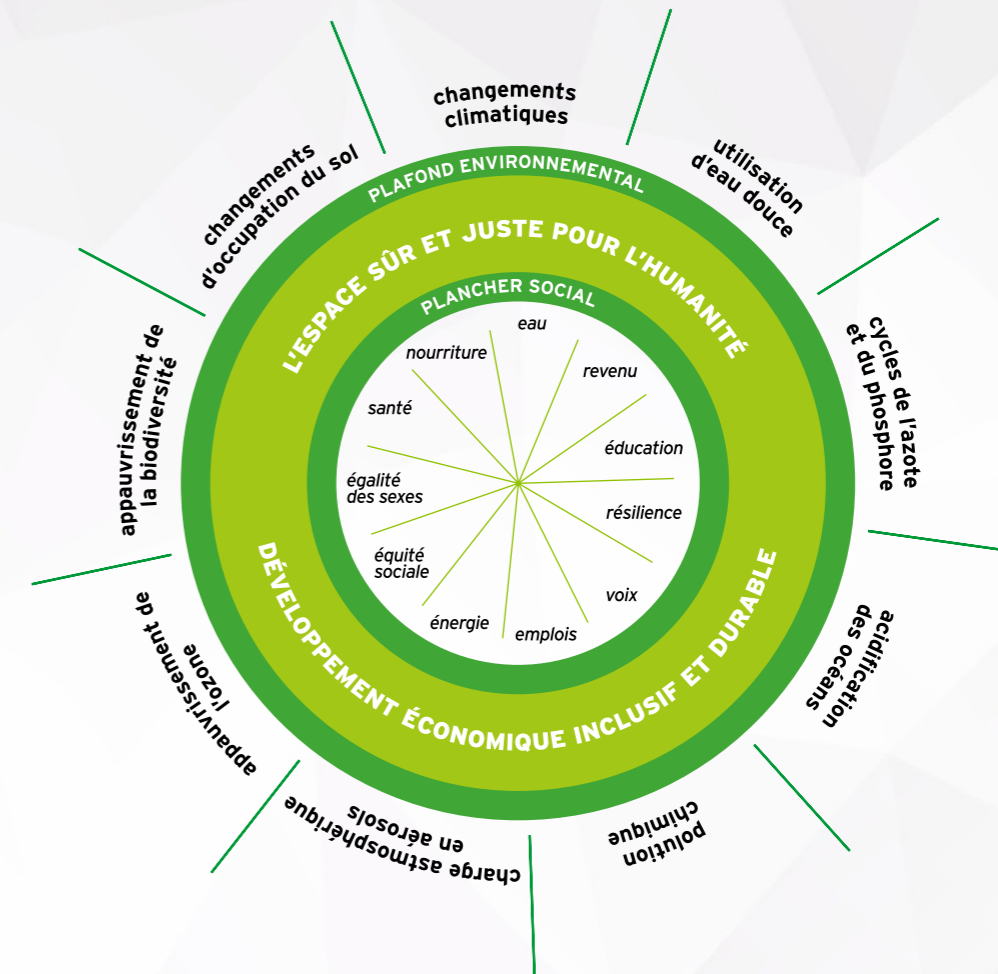 changements
climatiques
utilisation
d'eau douce
cycles de l'azote
et du phosphore
acidification
des océans
polution
chimique
charge astmosphérique
en aérosols
appauvrissement de
l'ozone
appauvrissement de
la biodiversité
changements
d'occupation du sol
PLAFOND ENVIRONNEMENTAL
L'ESPACE SÛR ET JUSTE POUR L'HUMANITÉ
PLANCHER SOCIAL
eau
revenu
éducation
résilience
voix
emplois
énergie
équité
sociale
égalité
des sexes
santé
nourriture
DÉVELOPPEMENT ÉCONOMIQUE INCLUSIF ET DURABLE